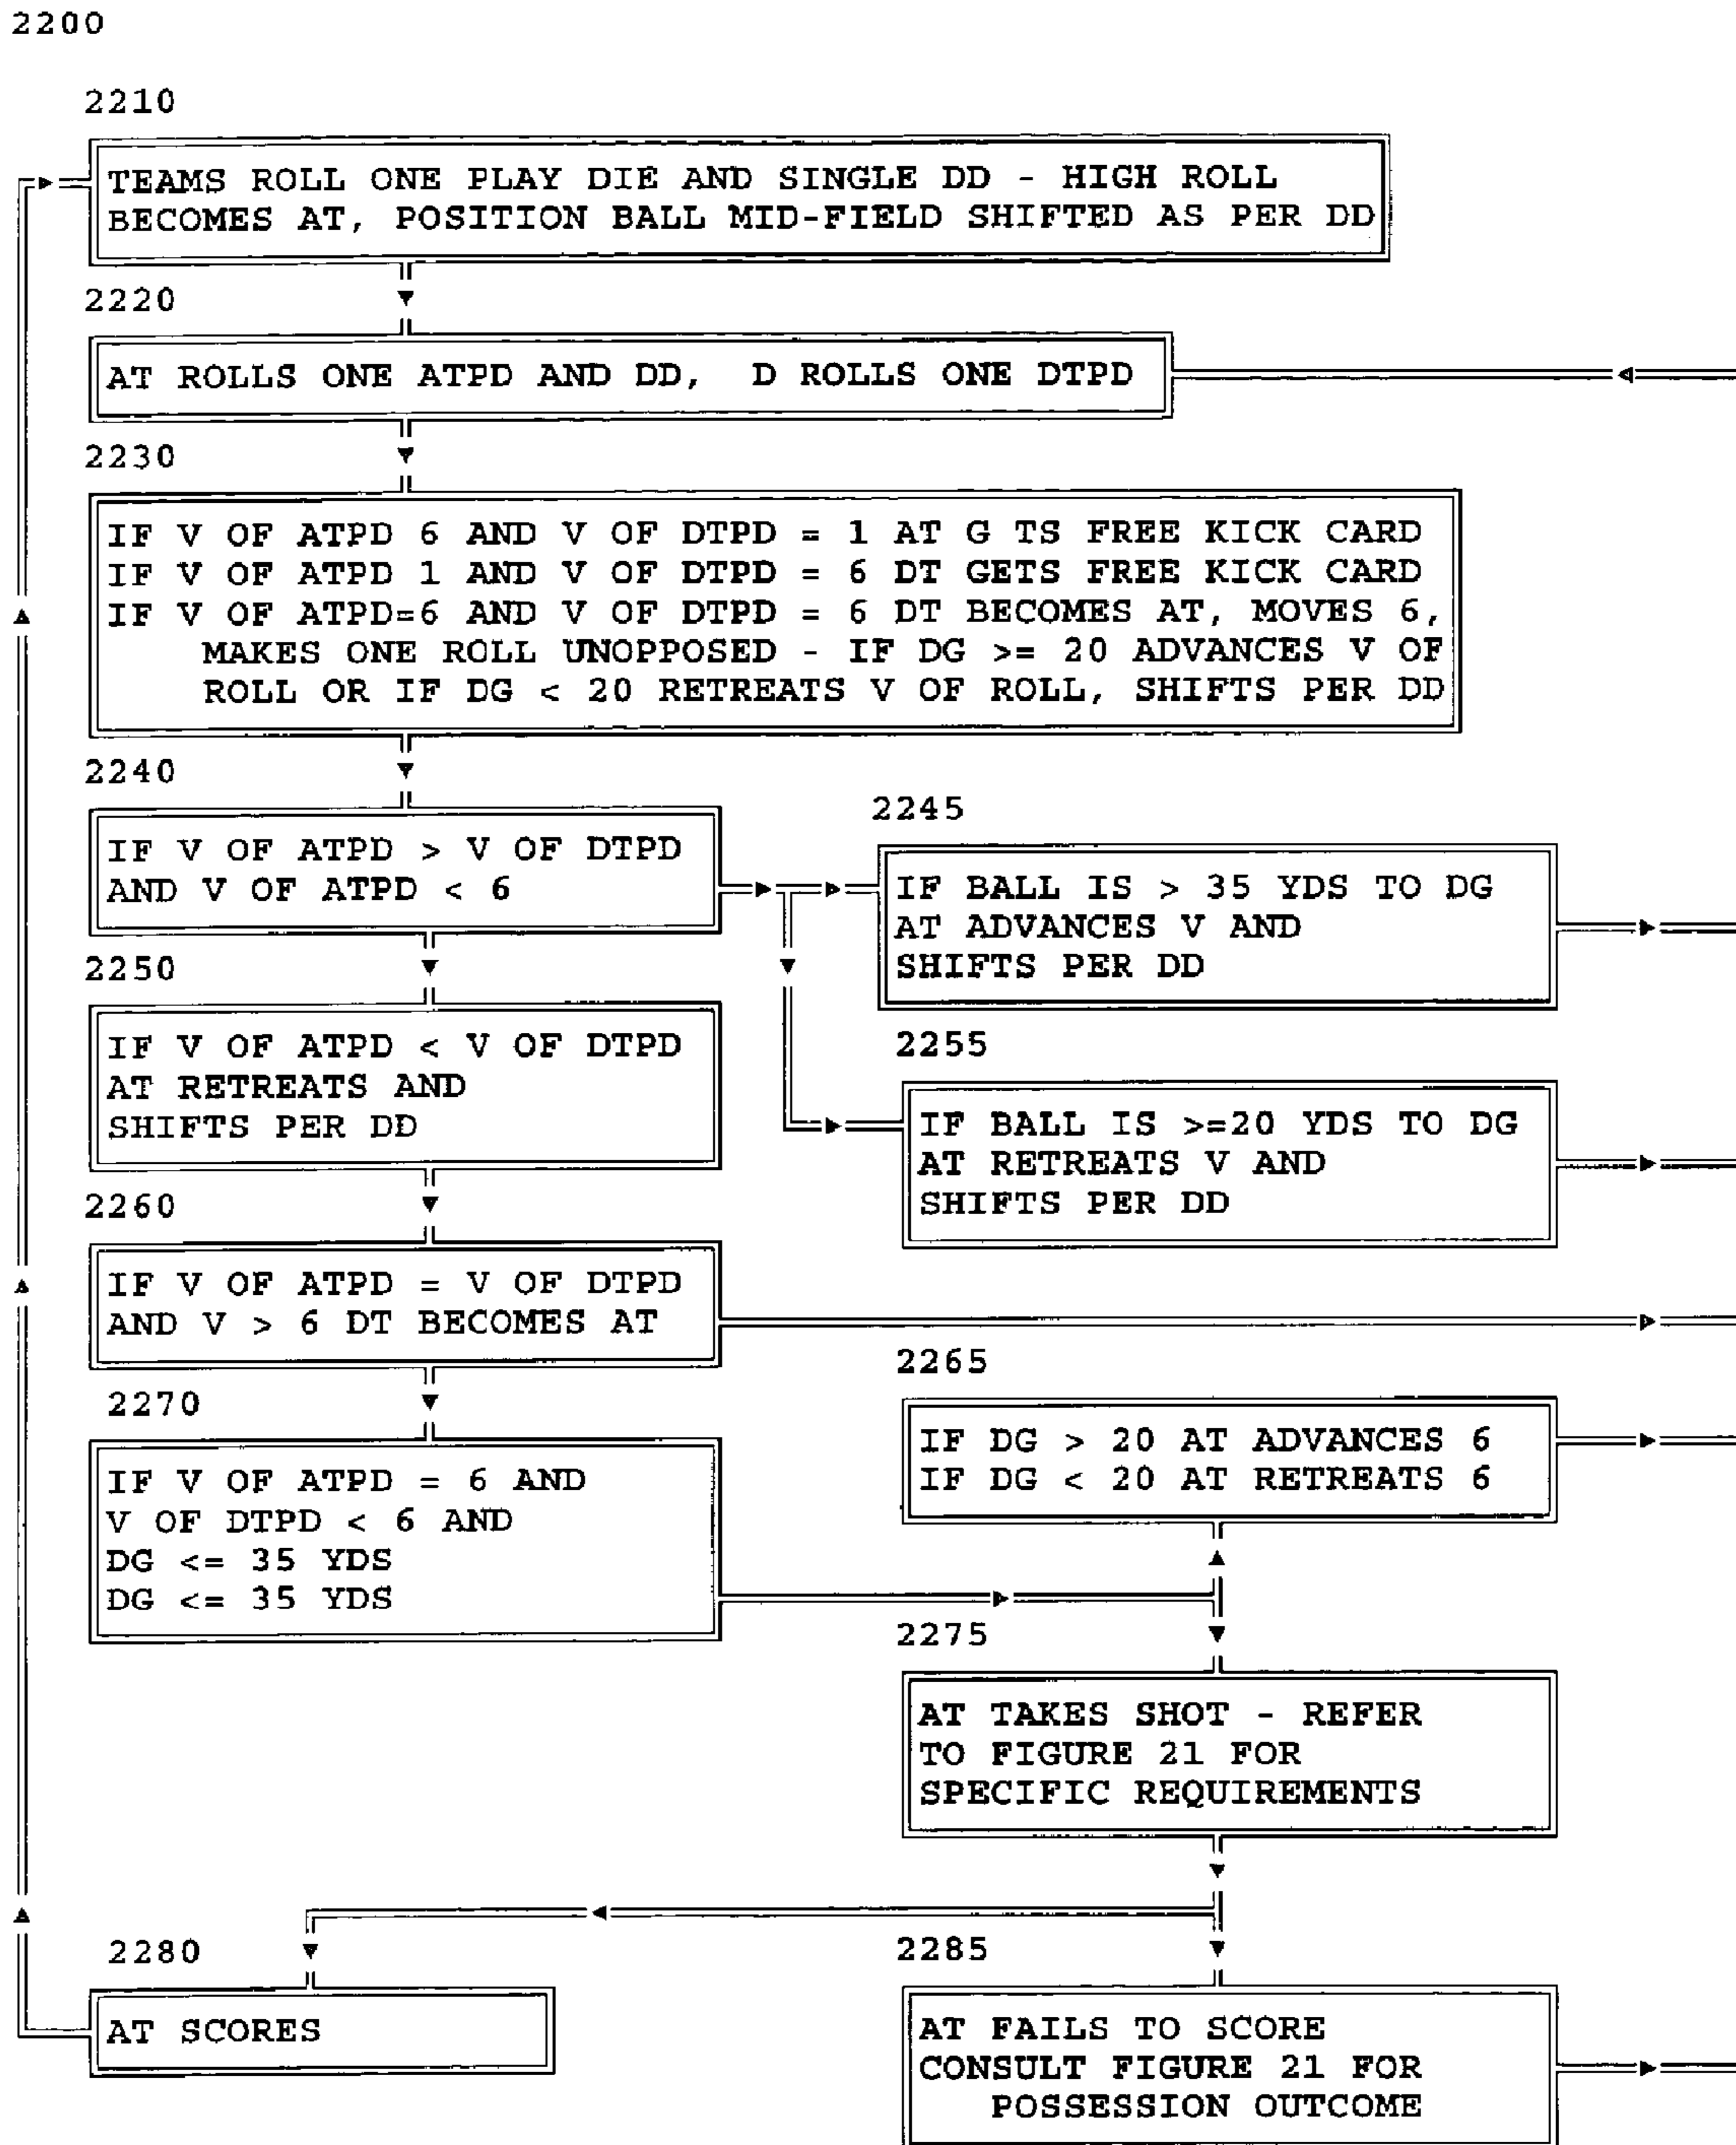 2200
2210
TEAMS ROLL ONE PLAY DIE AND SINGLE DD - HIGH ROLL
BECOMES AT, POSITION BALL MID-FIELD SHIFTED AS PER DD
2220
AT ROLLS ONE ATPD AND DD, D ROLLS ONE DTPD
2230
IF V OF ATPD 6 AND V OF DTPD = 1 AT G TS FREE KICK CARD
IF V OF ATPD 1 AND V OF DTPD = 6 DT GETS FREE KICK CARD
IF V OF ATPD=6 AND V OF DTPD = 6 DT BECOMES AT, MOVES 6,
MAKES ONE ROLL UNOPPOSED - IF DG >= 20 ADVANCES V OF
ROLL OR IF DG < 20 RETREATS V OF ROLL, SHIFTS PER DD
2240
IF V OF ATPD > V OF DTPD
AND V OF ATPD < 6
2245
IF BALL IS > 35 YDS TO DG
AT ADVANCES V AND
SHIFTS PER DD
2250
IF V OF ATPD < V OF DTPD
AT RETREATS AND
SHIFTS PER DD
2255
IF BALL IS >=20 YDS TO DG
AT RETREATS V AND
SHIFTS PER DD
2260
IF V OF ATPD = V OF DTPD
AND V > 6 DT BECOMES AT
2265
IF DG > 20 AT ADVANCES 6
IF DG < 20 AT RETREATS 6
2270
IF V OF ATPD = 6 AND
V OF DTPD < 6 AND
DG <= 35 YDS
DG <= 35 YDS
2275
AT TAKES SHOT - REFER
TO FIGURE 21 FOR
SPECIFIC REQUIREMENTS
2280
AT SCORES
2285
AT FAILS TO SCORE
CONSULT FIGURE 21 FOR
POSSESSION OUTCOME